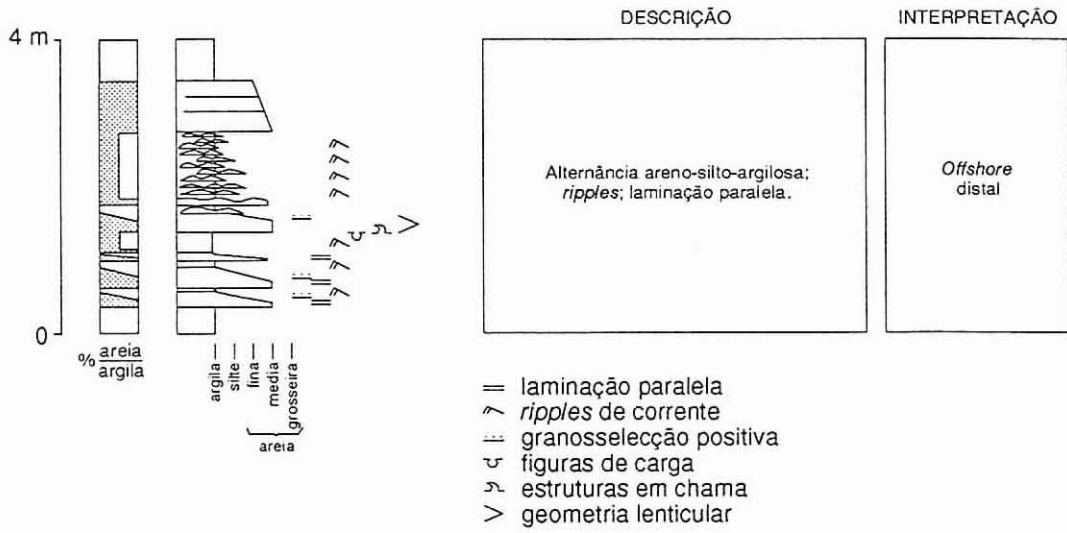 DESCRIÇÃO
INTERPRETAÇÃO
4 m
0
% areia
argila
argila
silte
fina
media
grosseira
areia
Alternância areno-silto-argilosa;
ripples; laminação paralela.
Offshore
distal
laminação paralela
ripples de corrente
granosselecção positiva
figuras de carga
estruturas em chama
geometria lenticular